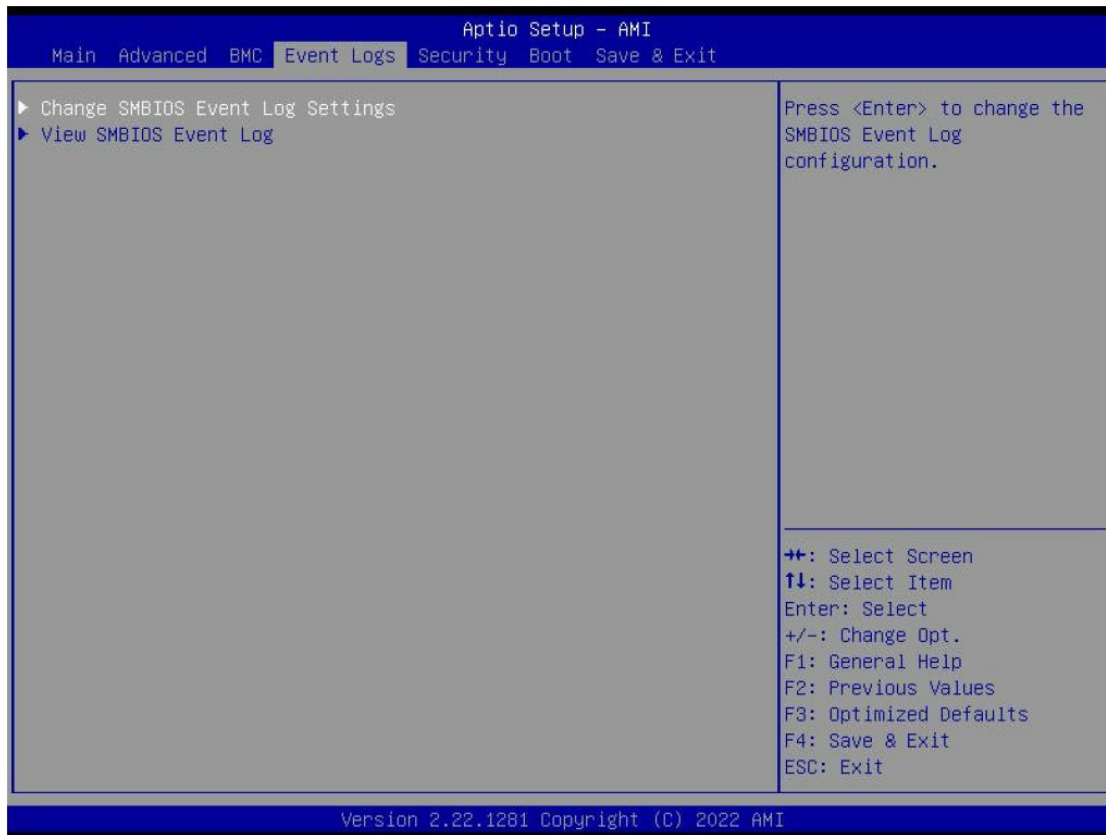 Aptio Setup – AMI
Main Advanced BMC Event Logs Security Boot Save & Exit
▶ Change SMBIOS Event Log Settings
▶ View SMBIOS Event Log
Press <Enter> to change the
SMBIOS Event Log
configuration.
→←: Select Screen
↑↓: Select Item
Enter: Select
+/-: Change Opt.
F1: General Help
F2: Previous Values
F3: Optimized Defaults
F4: Save & Exit
ESC: Exit
Version 2.22.1281 Copyright (C) 2022 AMI